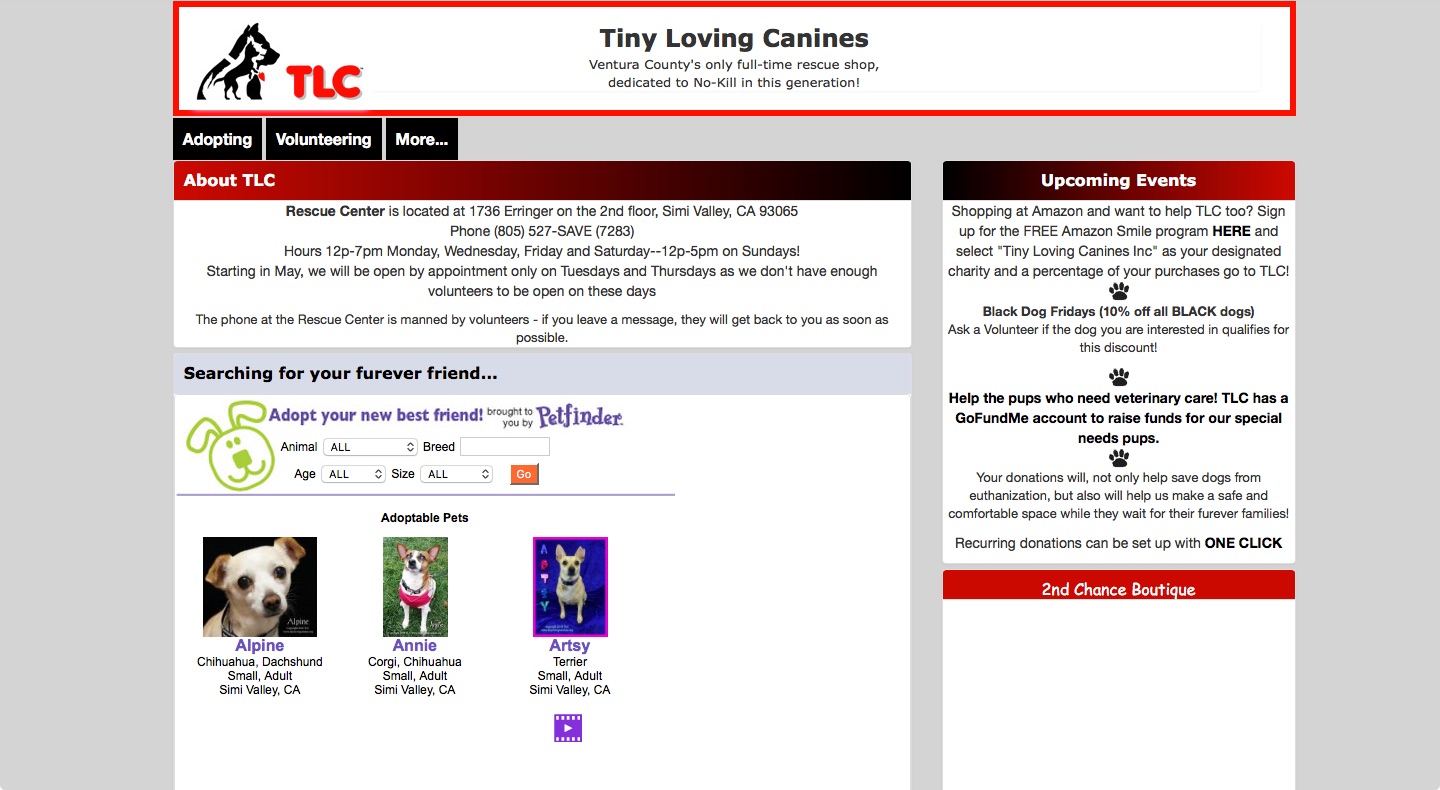 TLC
Tiny Loving Canines
Ventura County's only full-time rescue shop,
dedicated to No-Kill in this generation!
Adopting
Volunteering
More...
About TLC
Rescue Center is located at 1736 Erringer on the 2nd floor, Simi Valley, CA 93065
Phone (805) 527-SAVE (7283)
Hours 12p-7pm Monday, Wednesday, Friday and Saturday--12p-5pm on Sundays!
Starting in May, we will be open by appointment only on Tuesdays and Thursdays as we don't have enough
volunteers to be open on these days
The phone at the Rescue Center is manned by volunteers - if you leave a message, they will get back to you as soon as
possible.
Searching for your furever friend...
Adopt your new best friend! brought to
you by Petfinder.
Animal ALL Breed
Age ALL Size ALL Go
Adoptable Pets
Alpine
Alpine
Chihuahua, Dachshund
Small, Adult
Simi Valley, CA
Annie
Corgi, Chihuahua
Small, Adult
Simi Valley, CA
ARTSY
Artsy
Terrier
Small, Adult
Simi Valley, CA
Upcoming Events
Shopping at Amazon and want to help TLC too? Sign
up for the FREE Amazon Smile program HERE and
select "Tiny Loving Canines Inc" as your designated
charity and a percentage of your purchases go to TLC!
Black Dog Fridays (10% off all BLACK dogs)
Ask a Volunteer if the dog you are interested in qualifies for
this discount!
Help the pups who need veterinary care! TLC has a
GoFundMe account to raise funds for our special
needs pups.
Your donations will, not only help save dogs from
euthanization, but also will help us make a safe and
comfortable space while they wait for their furever families!
Recurring donations can be set up with ONE CLICK
2nd Chance Boutique